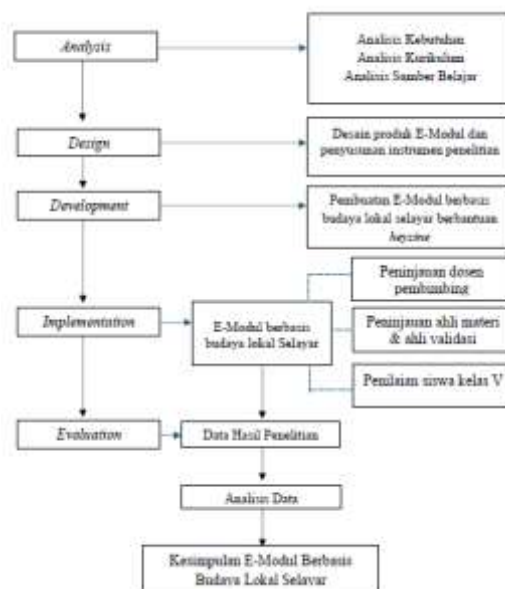 Analysis
Analisis Kebutuhan
Analisis Kurikulum
Analisis Sumber Belajar
Design
Desain produk E-Modul dan
penyusunan instrumen penelitian
Development
Pembuatan E-Modul berbasis
budaya lokal selayar berbantuan
heyzine
Implementation
E-Modul berbasis
budaya lokal Selayar
Peninjauan dosen
pembimbing
Peninjauan ahli materi
& ahli validasi
Penilaian siswa kelas V
Evaluation
Data Hasil Penelitian
Analisis Data
Kesimpulan E-Modul Berbasis
Budaya Lokal Selayar